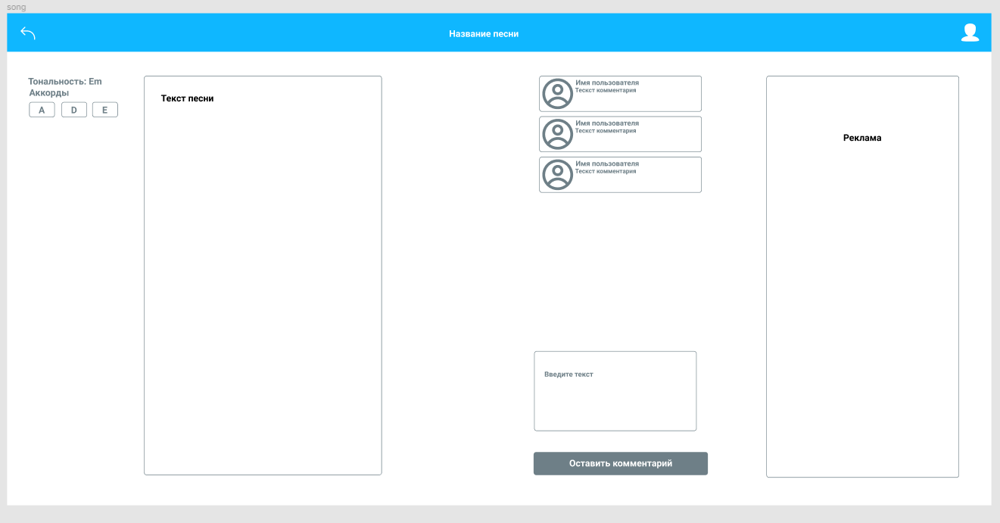 song
Название песни
Тональность: Em
Аккорды
A D E
Текст песни
Имя пользователя
Тескст комментария
Имя пользователя
Тескст комментария
Имя пользователя
Тескст комментария
Введите текст
Оставить комментарий
Реклама